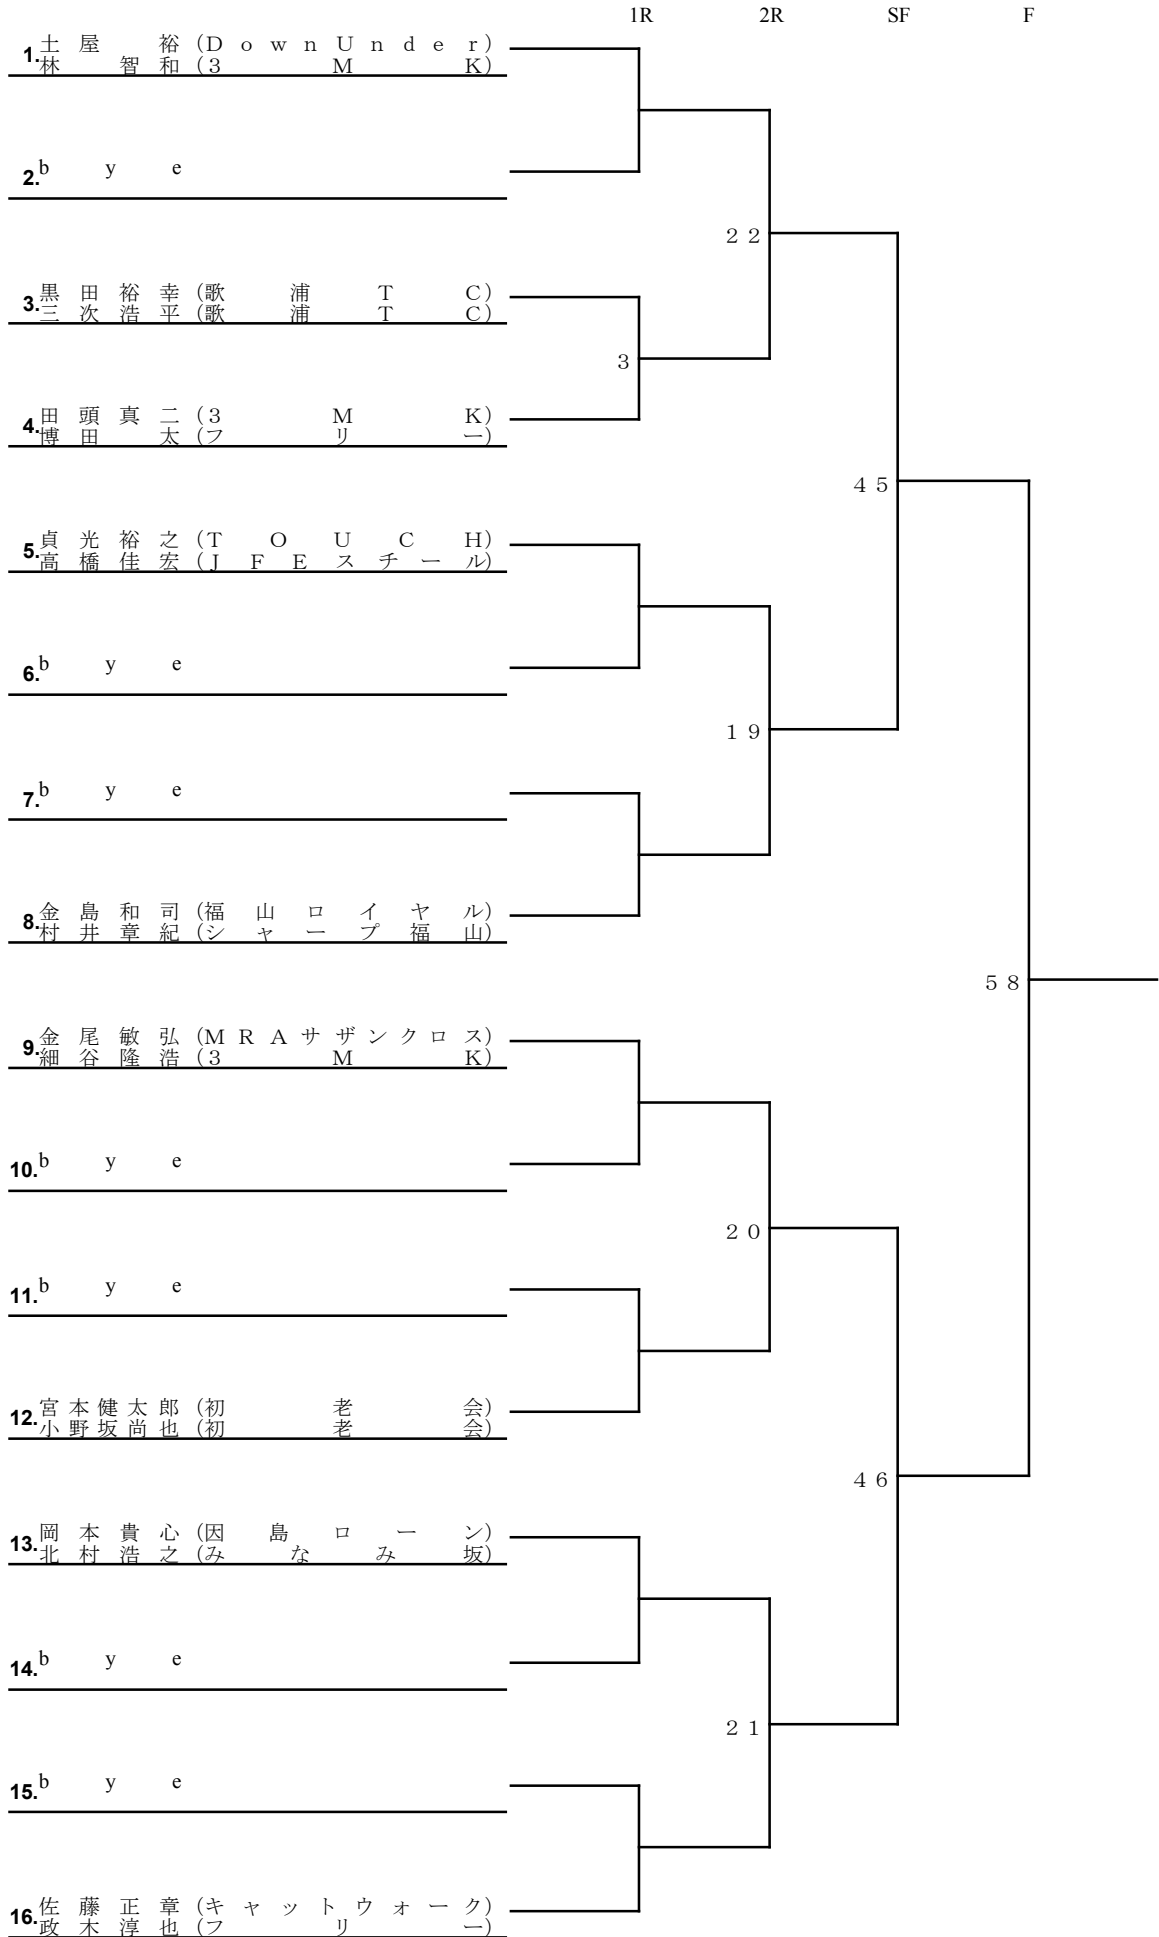 1R 2R SF F
1. 土屋 裕 (DownUnder)
林 智和 (3MK)
2. bye
22
3. 黒田裕幸 (歌浦TC)
三次浩平 (歌浦TC)
3
4. 田頭真二 (3MK)
博田 太 (フリー)
45
5. 貞光裕之 (TOUCH)
高橋佳宏 (JFEスチール)
6. bye
19
7. bye
8. 金島和司 (福山ロイヤル)
村井章紀 (シャープ福山)
58
9. 金尾敏弘 (MRAサザンクロス)
細谷隆浩 (3MK)
10. bye
20
11. bye
12. 宮本健太郎 (初老会)
小野坂尚也 (初老会)
46
13. 岡本貴心 (因島ローン)
北村浩之 (みなみ坂)
14. bye
21
15. bye
16. 佐藤正章 (キャットウォーク)
政木淳也 (フリー)